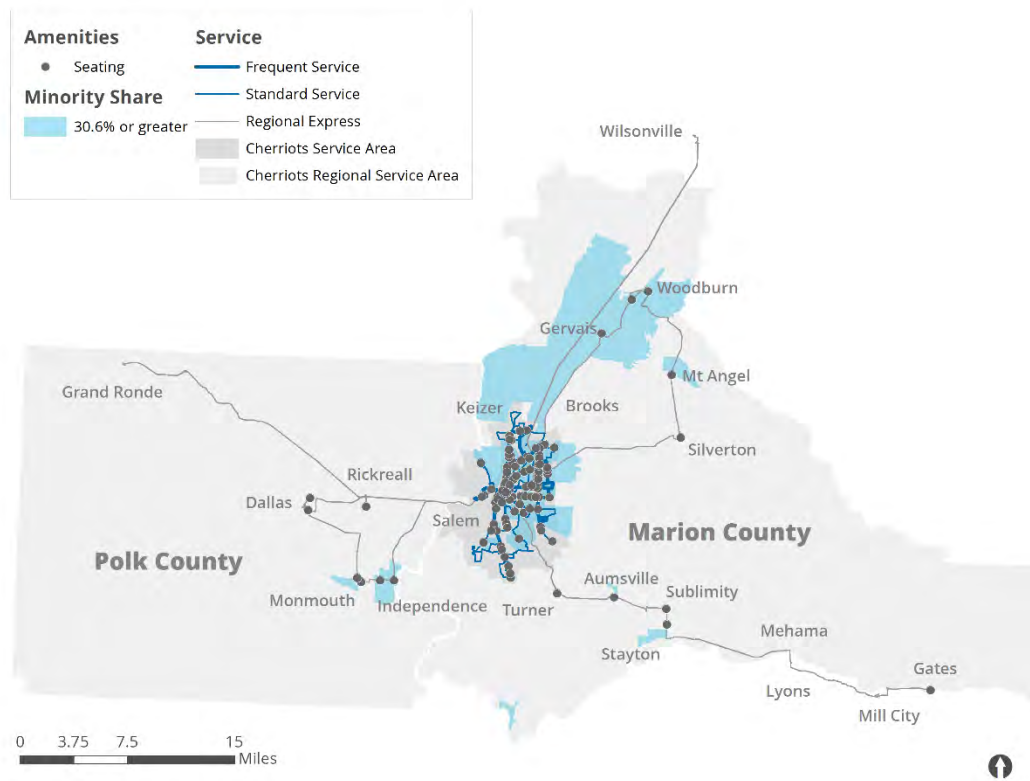 Amenities
Seating
Minority Share
30.6% or greater
Service
Frequent Service
Standard Service
Regional Express
Cherriots Service Area
Cherriots Regional Service Area
Wilsonville
Woodburn
Gervais
Mt Angel
Grand Ronde
Keizer
Brooks
Silverton
Rickreall
Dallas
Salem
Marion County
Polk County
Aumsville
Sublimity
Monmouth
Independence
Turner
Mehama
Stayton
Gates
Lyons
Mill City
0 3.75 7.5 15
Miles